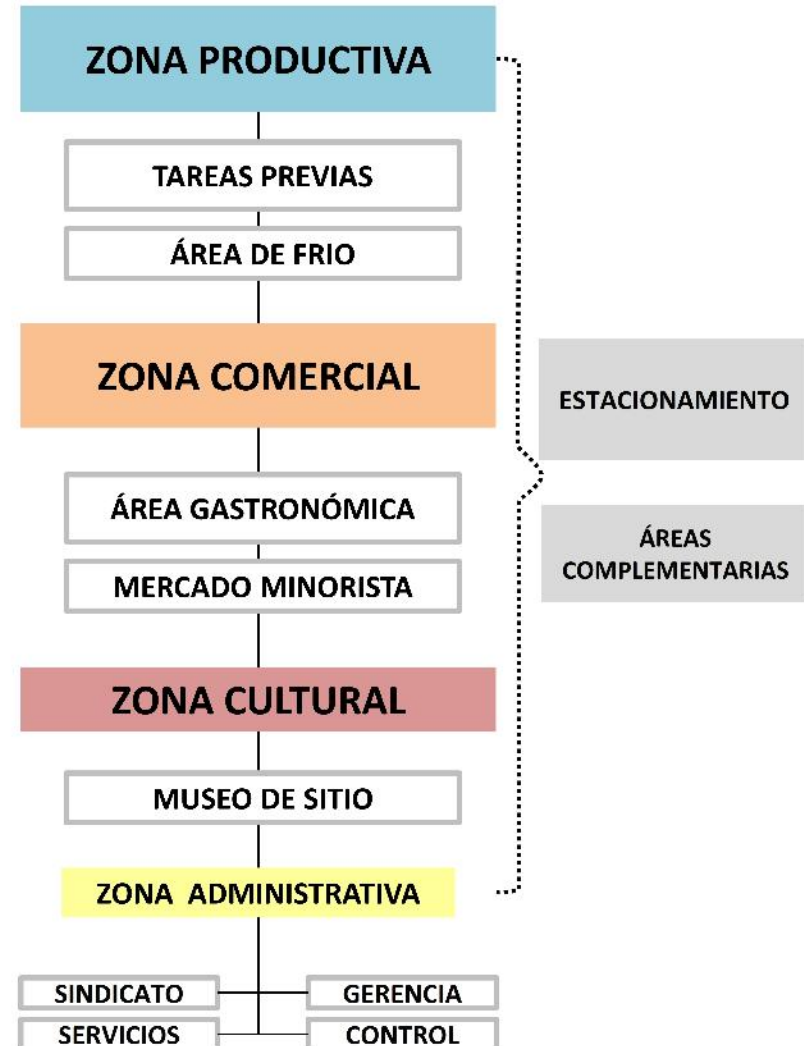 ZONA PRODUCTIVA
TAREAS PREVIAS
ÁREA DE FRIO
ZONA COMERCIAL
ESTACIONAMIENTO
ÁREA GASTRONÓMICA
MERCADO MINORISTA
ÁREAS
COMPLEMENTARIAS
ZONA CULTURAL
MUSEO DE SITIO
ZONA ADMINISTRATIVA
SINDICATO
GERENCIA
SERVICIOS
CONTROL